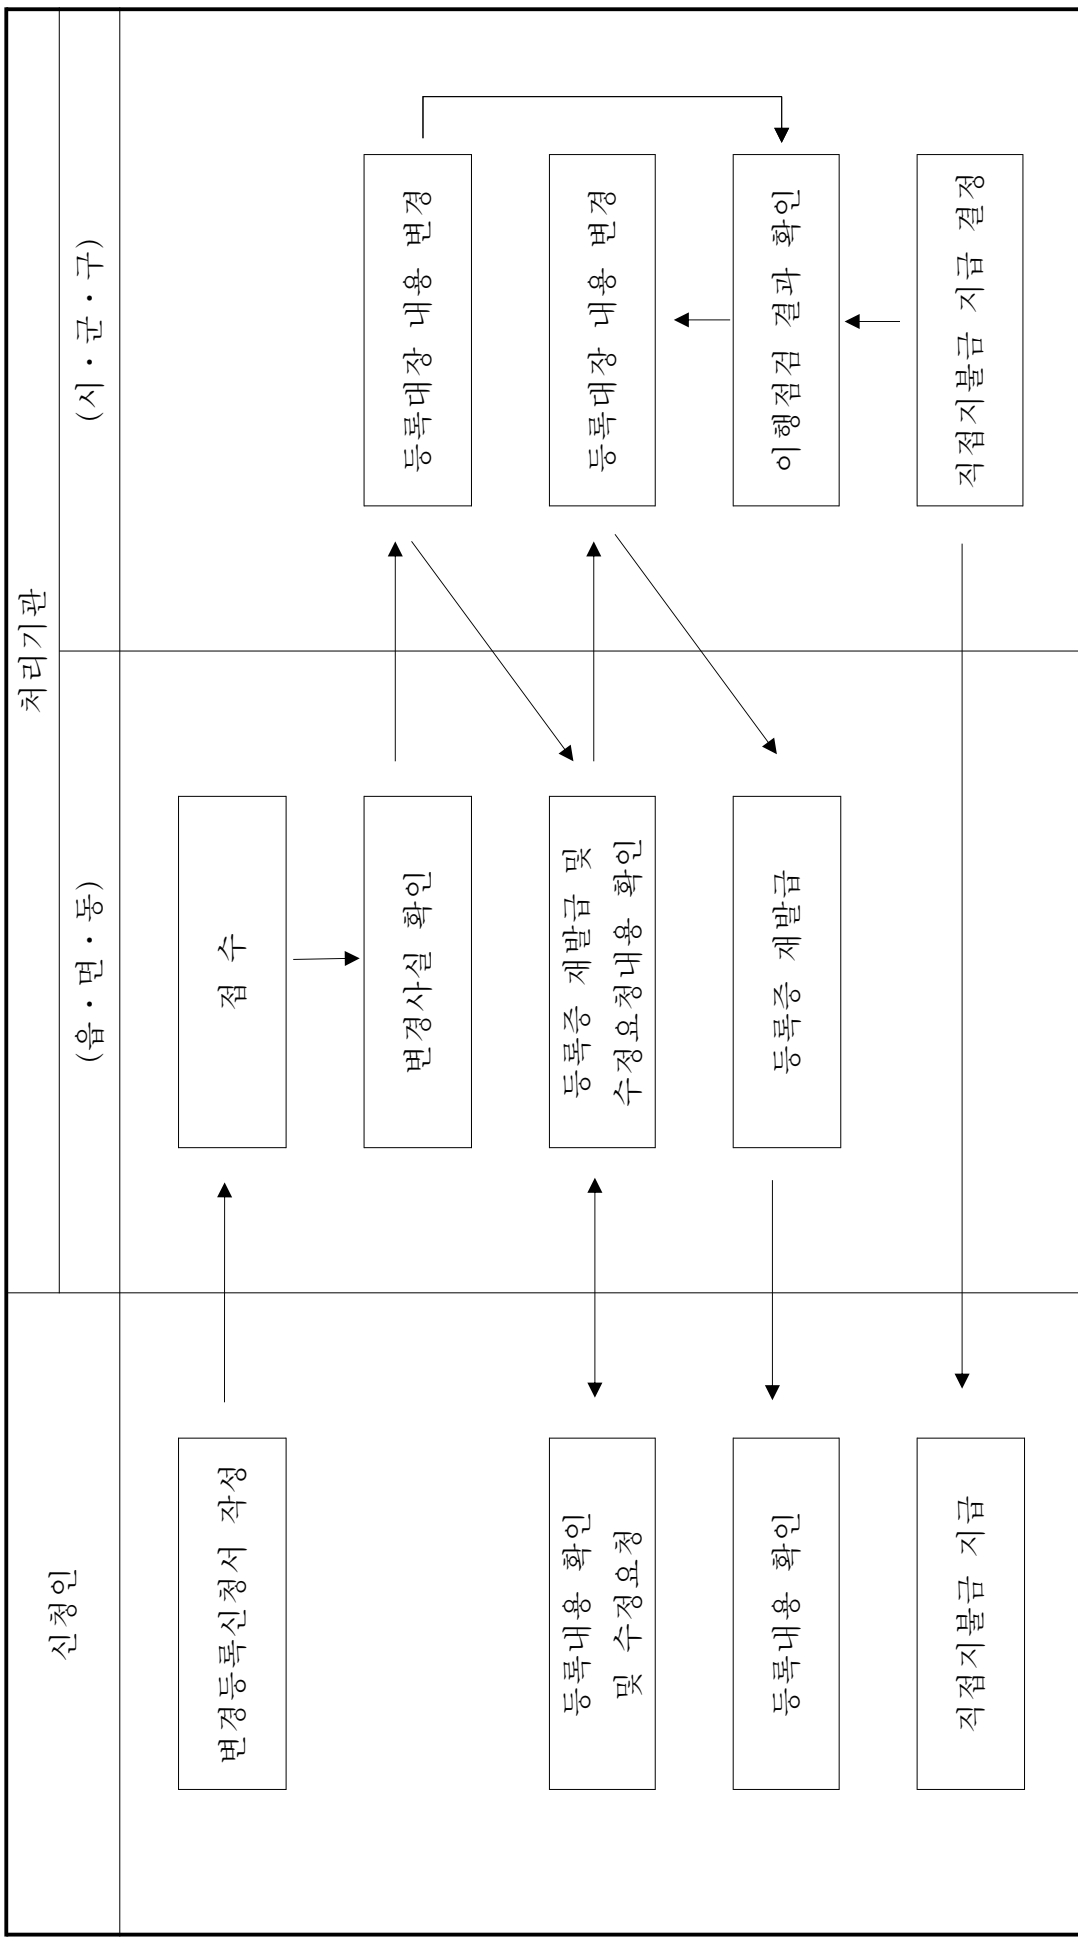 신청인
처리기관
(읍·면·동)
(시·군·구)
변경등록신청서 작성
접 수
변경사실 확인
등록대장 내용 변경
등록내용 확인
및 수정요청
등록증 재발급 및
수정요청내용 확인
등록대장 내용 변경
등록내용 확인
등록증 재발급
이행점검 결과 확인
직접지불금 지급
직접지불금 지급 결정